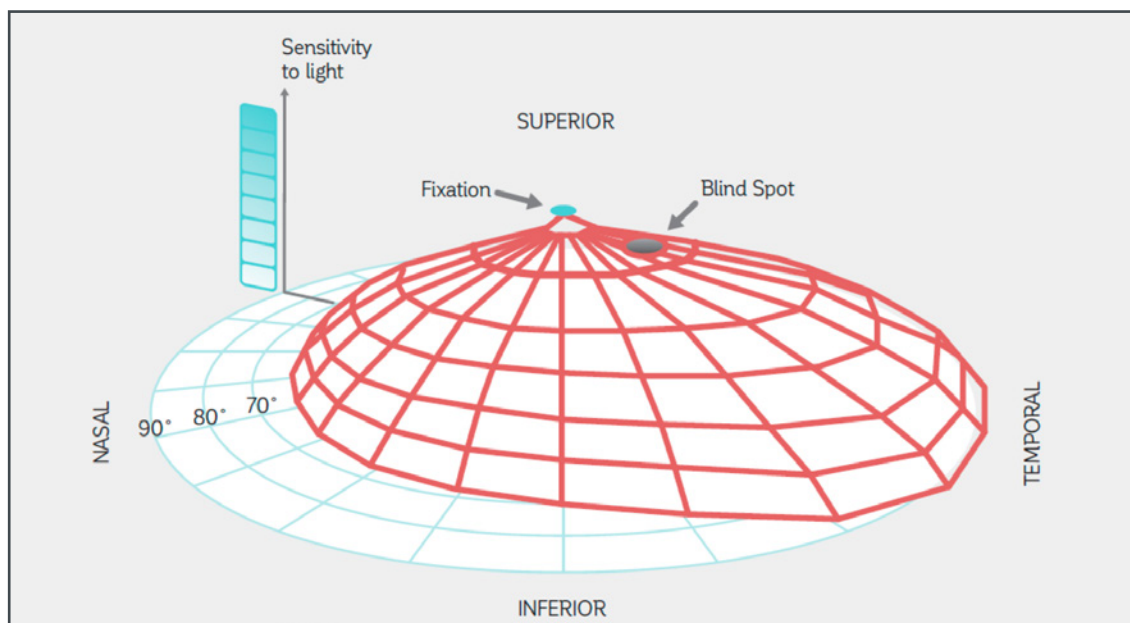 Sensitivity
to light
SUPERIOR
Fixation
Blind Spot
NASAL
90°
80°
70°
TEMPORAL
INFERIOR